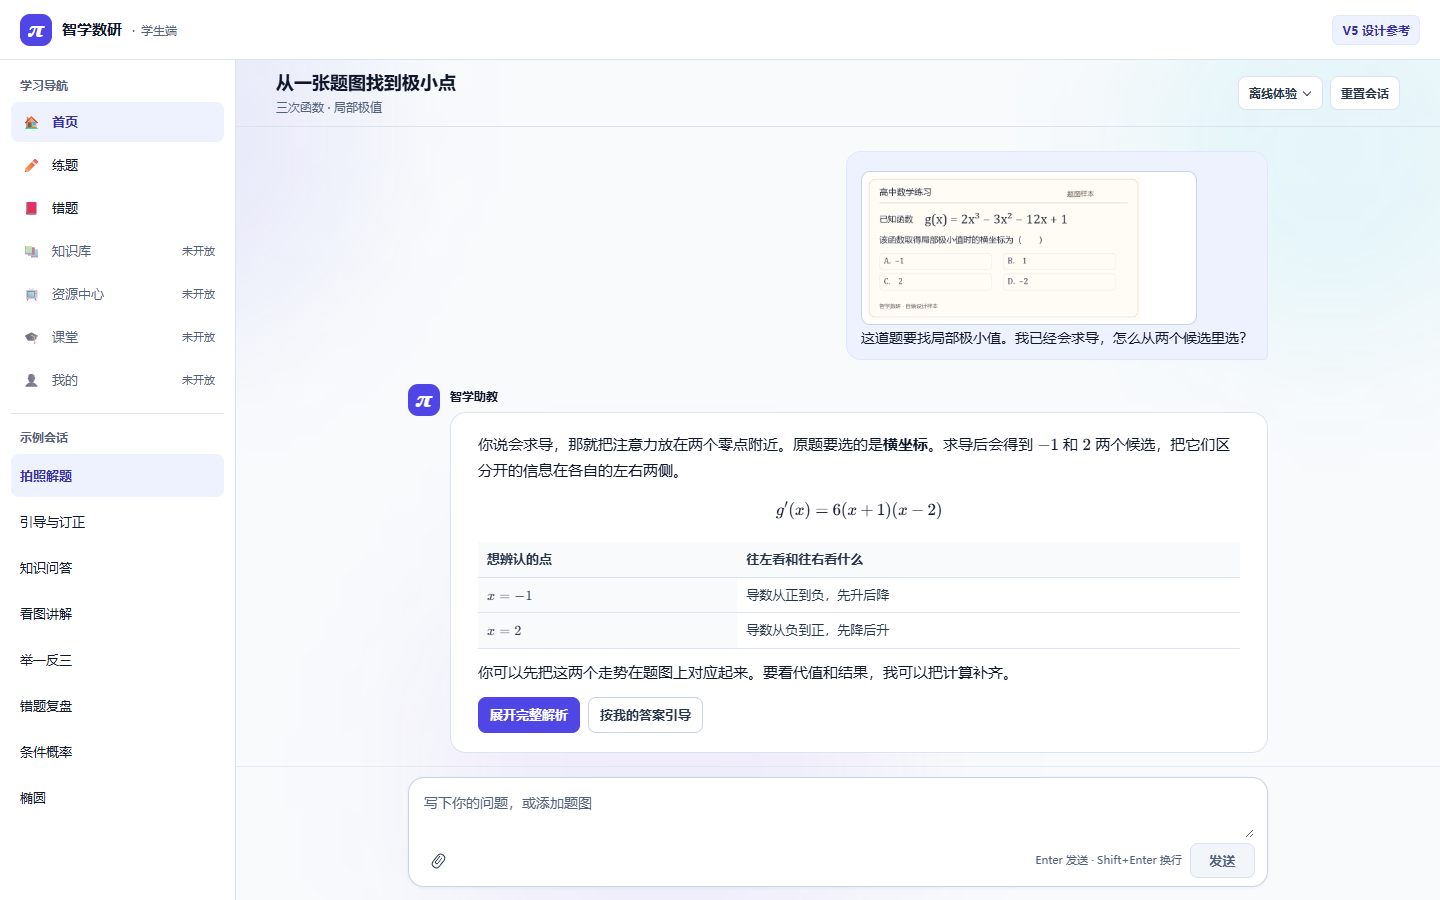 π 智学数研 · 学生端
V5 设计参考
学习导航
首页
练题
错题
知识库 未开放
资源中心 未开放
课堂 未开放
我的 未开放
示例会话
拍照解题
引导与订正
知识问答
看图讲解
举一反三
错题复盘
条件概率
椭圆
从一张题图找到极小点
三次函数 · 局部极值
离线体验
重置会话
高中数学练习 题图样本
已知函数 g(x) = 2x³ − 3x² − 12x + 1
该函数取得局部极小值时的横坐标为（ ）
A. −1 B. 1
C. 2 D. −2
智学数研 · 自编设计样本
这道题要找局部极小值。我已经会求导，怎么从两个候选里选？
π 智学助教
你说会求导，那就把注意力放在两个零点附近。原题要选的是横坐标。求导后会得到 −1 和 2 两个候选，把它们区
分开的信息在各自的左右两侧。
g′(x) = 6(x + 1)(x − 2)
想辨认的点 往左看和往右看什么
x = −1 导数从正到负，先升后降
x = 2 导数从负到正，先降后升
你可以先把这两个走势在题图上对应起来。要看代值和结果，我可以把计算补齐。
展开完整解析 按我的答案引导
写下你的问题，或添加题图
Enter 发送 · Shift+Enter 换行 发送